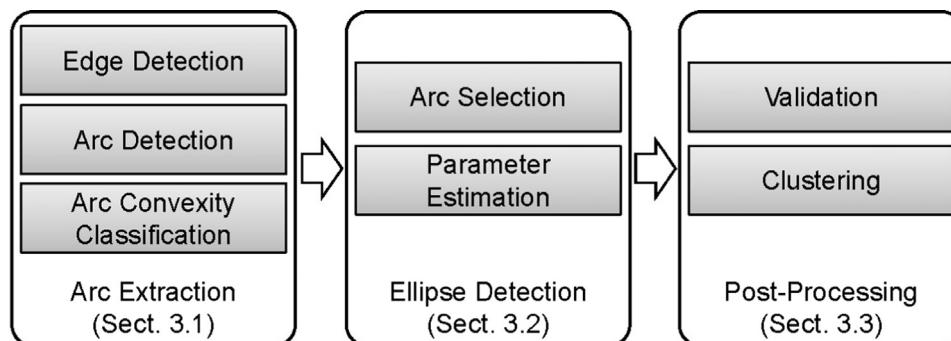 Edge Detection
Arc Detection
Arc Convexity
Classification
Arc Extraction
(Sect. 3.1)
Arc Selection
Parameter
Estimation
Ellipse Detection
(Sect. 3.2)
Validation
Clustering
Post-Processing
(Sect. 3.3)